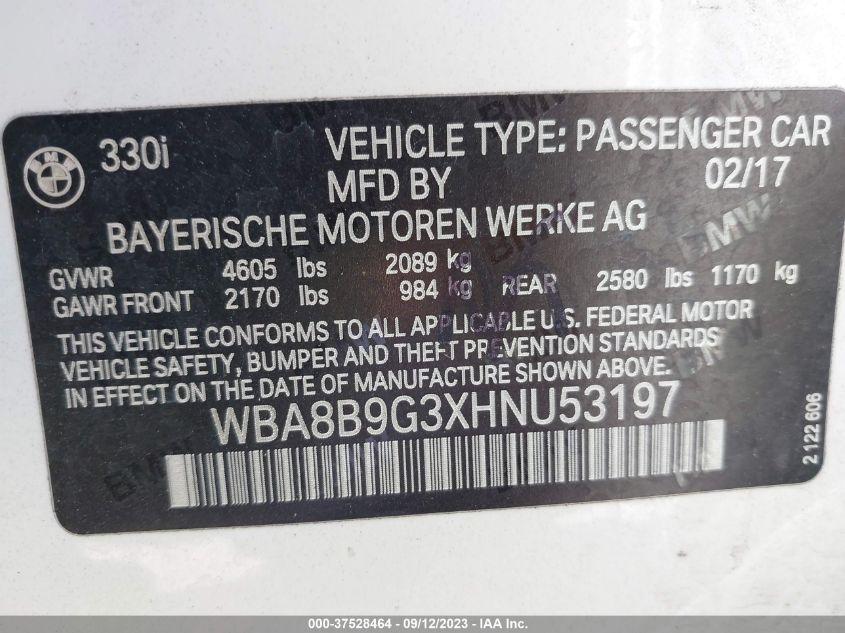 BMW
330i
VEHICLE TYPE: PASSENGER CAR
MFD BY 02/17
BAYERISCHE MOTOREN WERKE AG
GVWR 4605 lbs 2089 kg
GAWR FRONT 2170 lbs 984 kg REAR 2580 lbs 1170 kg
THIS VEHICLE CONFORMS TO ALL APPLICABLE U.S. FEDERAL MOTOR
VEHICLE SAFETY, BUMPER AND THEFT PREVENTION STANDARDS
IN EFFECT ON THE DATE OF MANUFACTURE SHOWN ABOVE.
WBA8B9G3XHNU53197
2 122 606
000-37528464 - 09/12/2023 - IAA Inc.